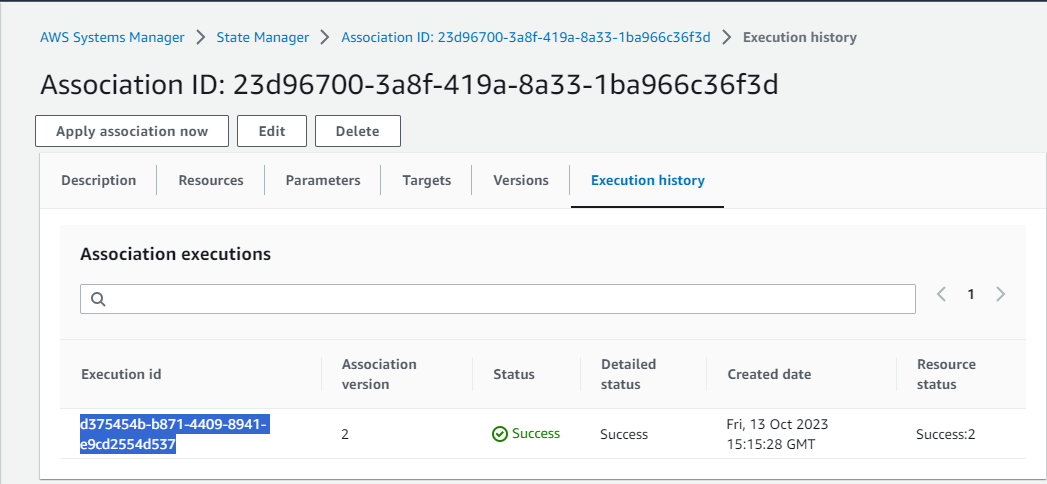 AWS Systems Manager > State Manager > Association ID: 23d96700-3a8f-419a-8a33-1ba966c36f3d > Execution history
Association ID: 23d96700-3a8f-419a-8a33-1ba966c36f3d
Apply association now Edit Delete
Description Resources Parameters Targets Versions Execution history
Association executions
1
Execution id
Association
version
Status
Detailed
status
Created date
Resource
status
d375454b-b871-4409-8941-
e9cd2554d537
2
Success
Success
Fri, 13 Oct 2023
15:15:28 GMT
Success:2